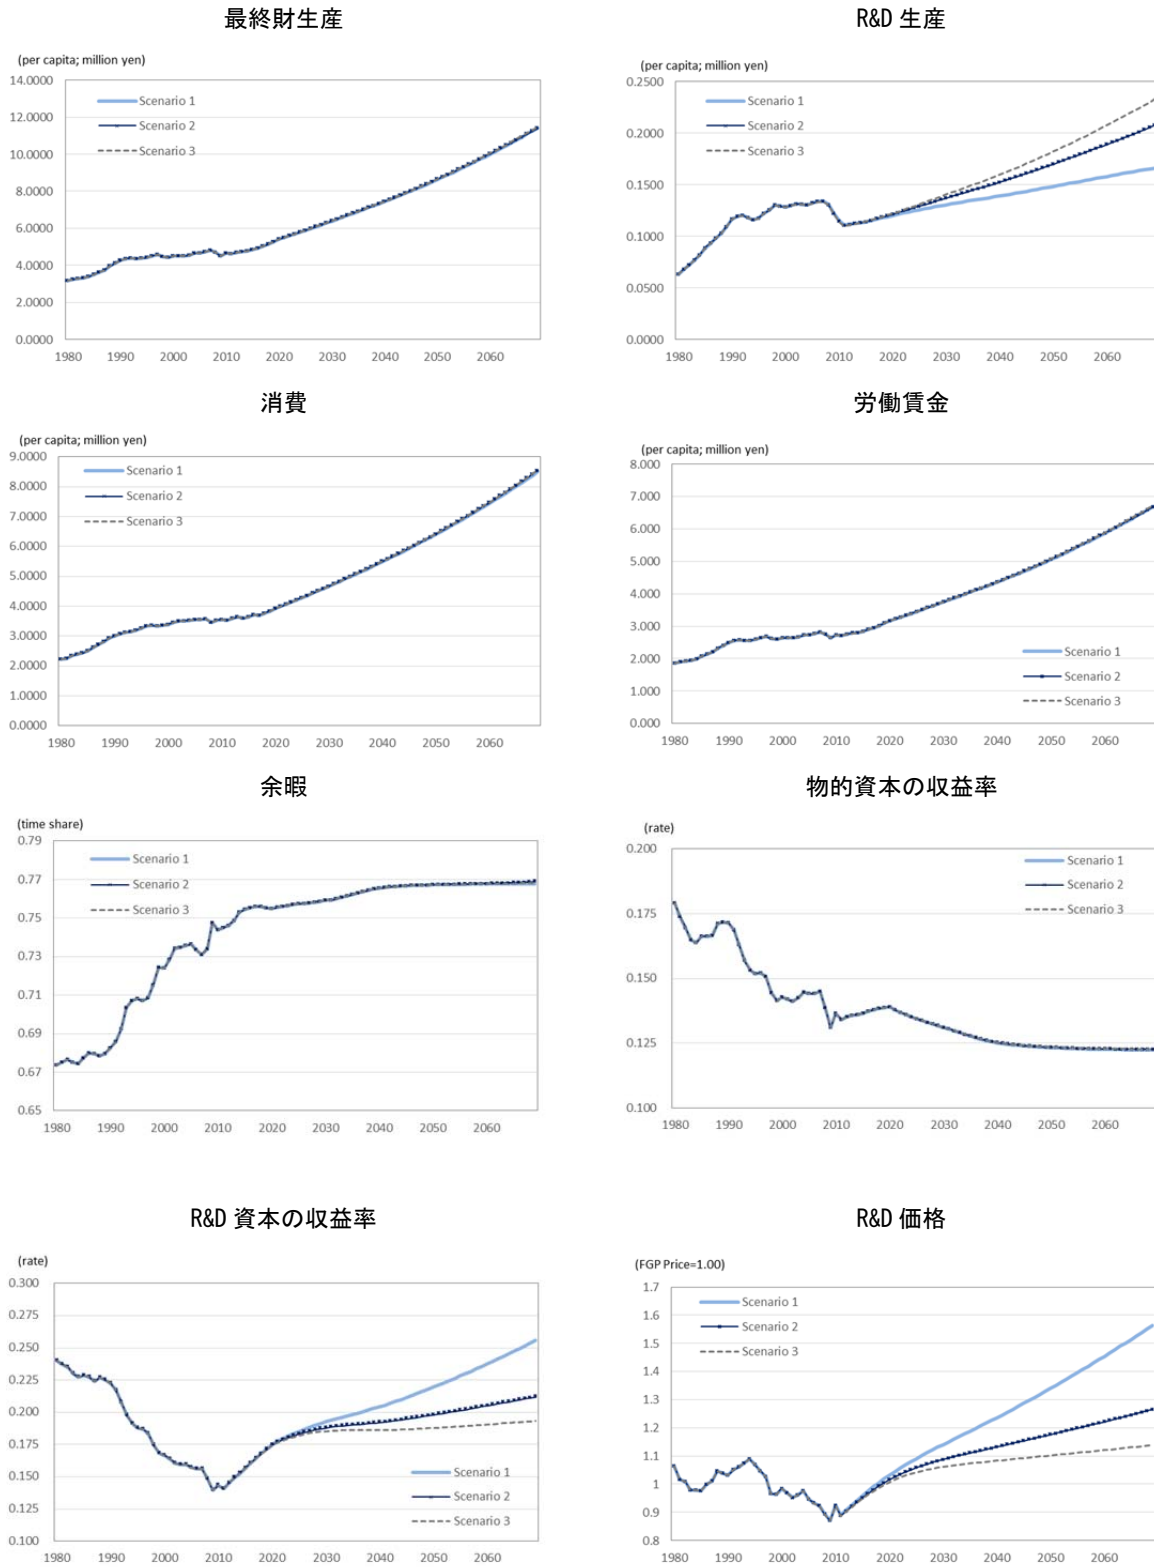 最終財生産
(per capita; million yen)
14.0000
12.0000
10.0000
8.0000
6.0000
4.0000
2.0000
0.0000
Scenario 1
Scenario 2
Scenario 3
1980 1990 2000 2010 2020 2030 2040 2050 2060
R&D 生産
(per capita; million yen)
0.2500
0.2000
0.1500
0.1000
0.0500
0.0000
Scenario 1
Scenario 2
Scenario 3
1980 1990 2000 2010 2020 2030 2040 2050 2060
消費
(per capita; million yen)
9.0000
8.0000
7.0000
6.0000
5.0000
4.0000
3.0000
2.0000
1.0000
0.0000
Scenario 1
Scenario 2
Scenario 3
1980 1990 2000 2010 2020 2030 2040 2050 2060
労働賃金
(per capita; million yen)
8.000
7.000
6.000
5.000
4.000
3.000
2.000
1.000
0.000
Scenario 1
Scenario 2
Scenario 3
1980 1990 2000 2010 2020 2030 2040 2050 2060
余暇
(time share)
0.79
0.77
0.75
0.73
0.71
0.69
0.67
0.65
Scenario 1
Scenario 2
Scenario 3
1980 1990 2000 2010 2020 2030 2040 2050 2060
物的資本の収益率
(rate)
0.200
0.175
0.150
0.125
0.100
Scenario 1
Scenario 2
Scenario 3
1980 1990 2000 2010 2020 2030 2040 2050 2060
R&D 資本の収益率
(rate)
0.300
0.275
0.250
0.225
0.200
0.175
0.150
0.125
0.100
Scenario 1
Scenario 2
Scenario 3
1980 1990 2000 2010 2020 2030 2040 2050 2060
R&D 価格
(FGP Price=1.00)
1.7
1.6
1.5
1.4
1.3
1.2
1.1
1
0.9
0.8
Scenario 1
Scenario 2
Scenario 3
1980 1990 2000 2010 2020 2030 2040 2050 2060